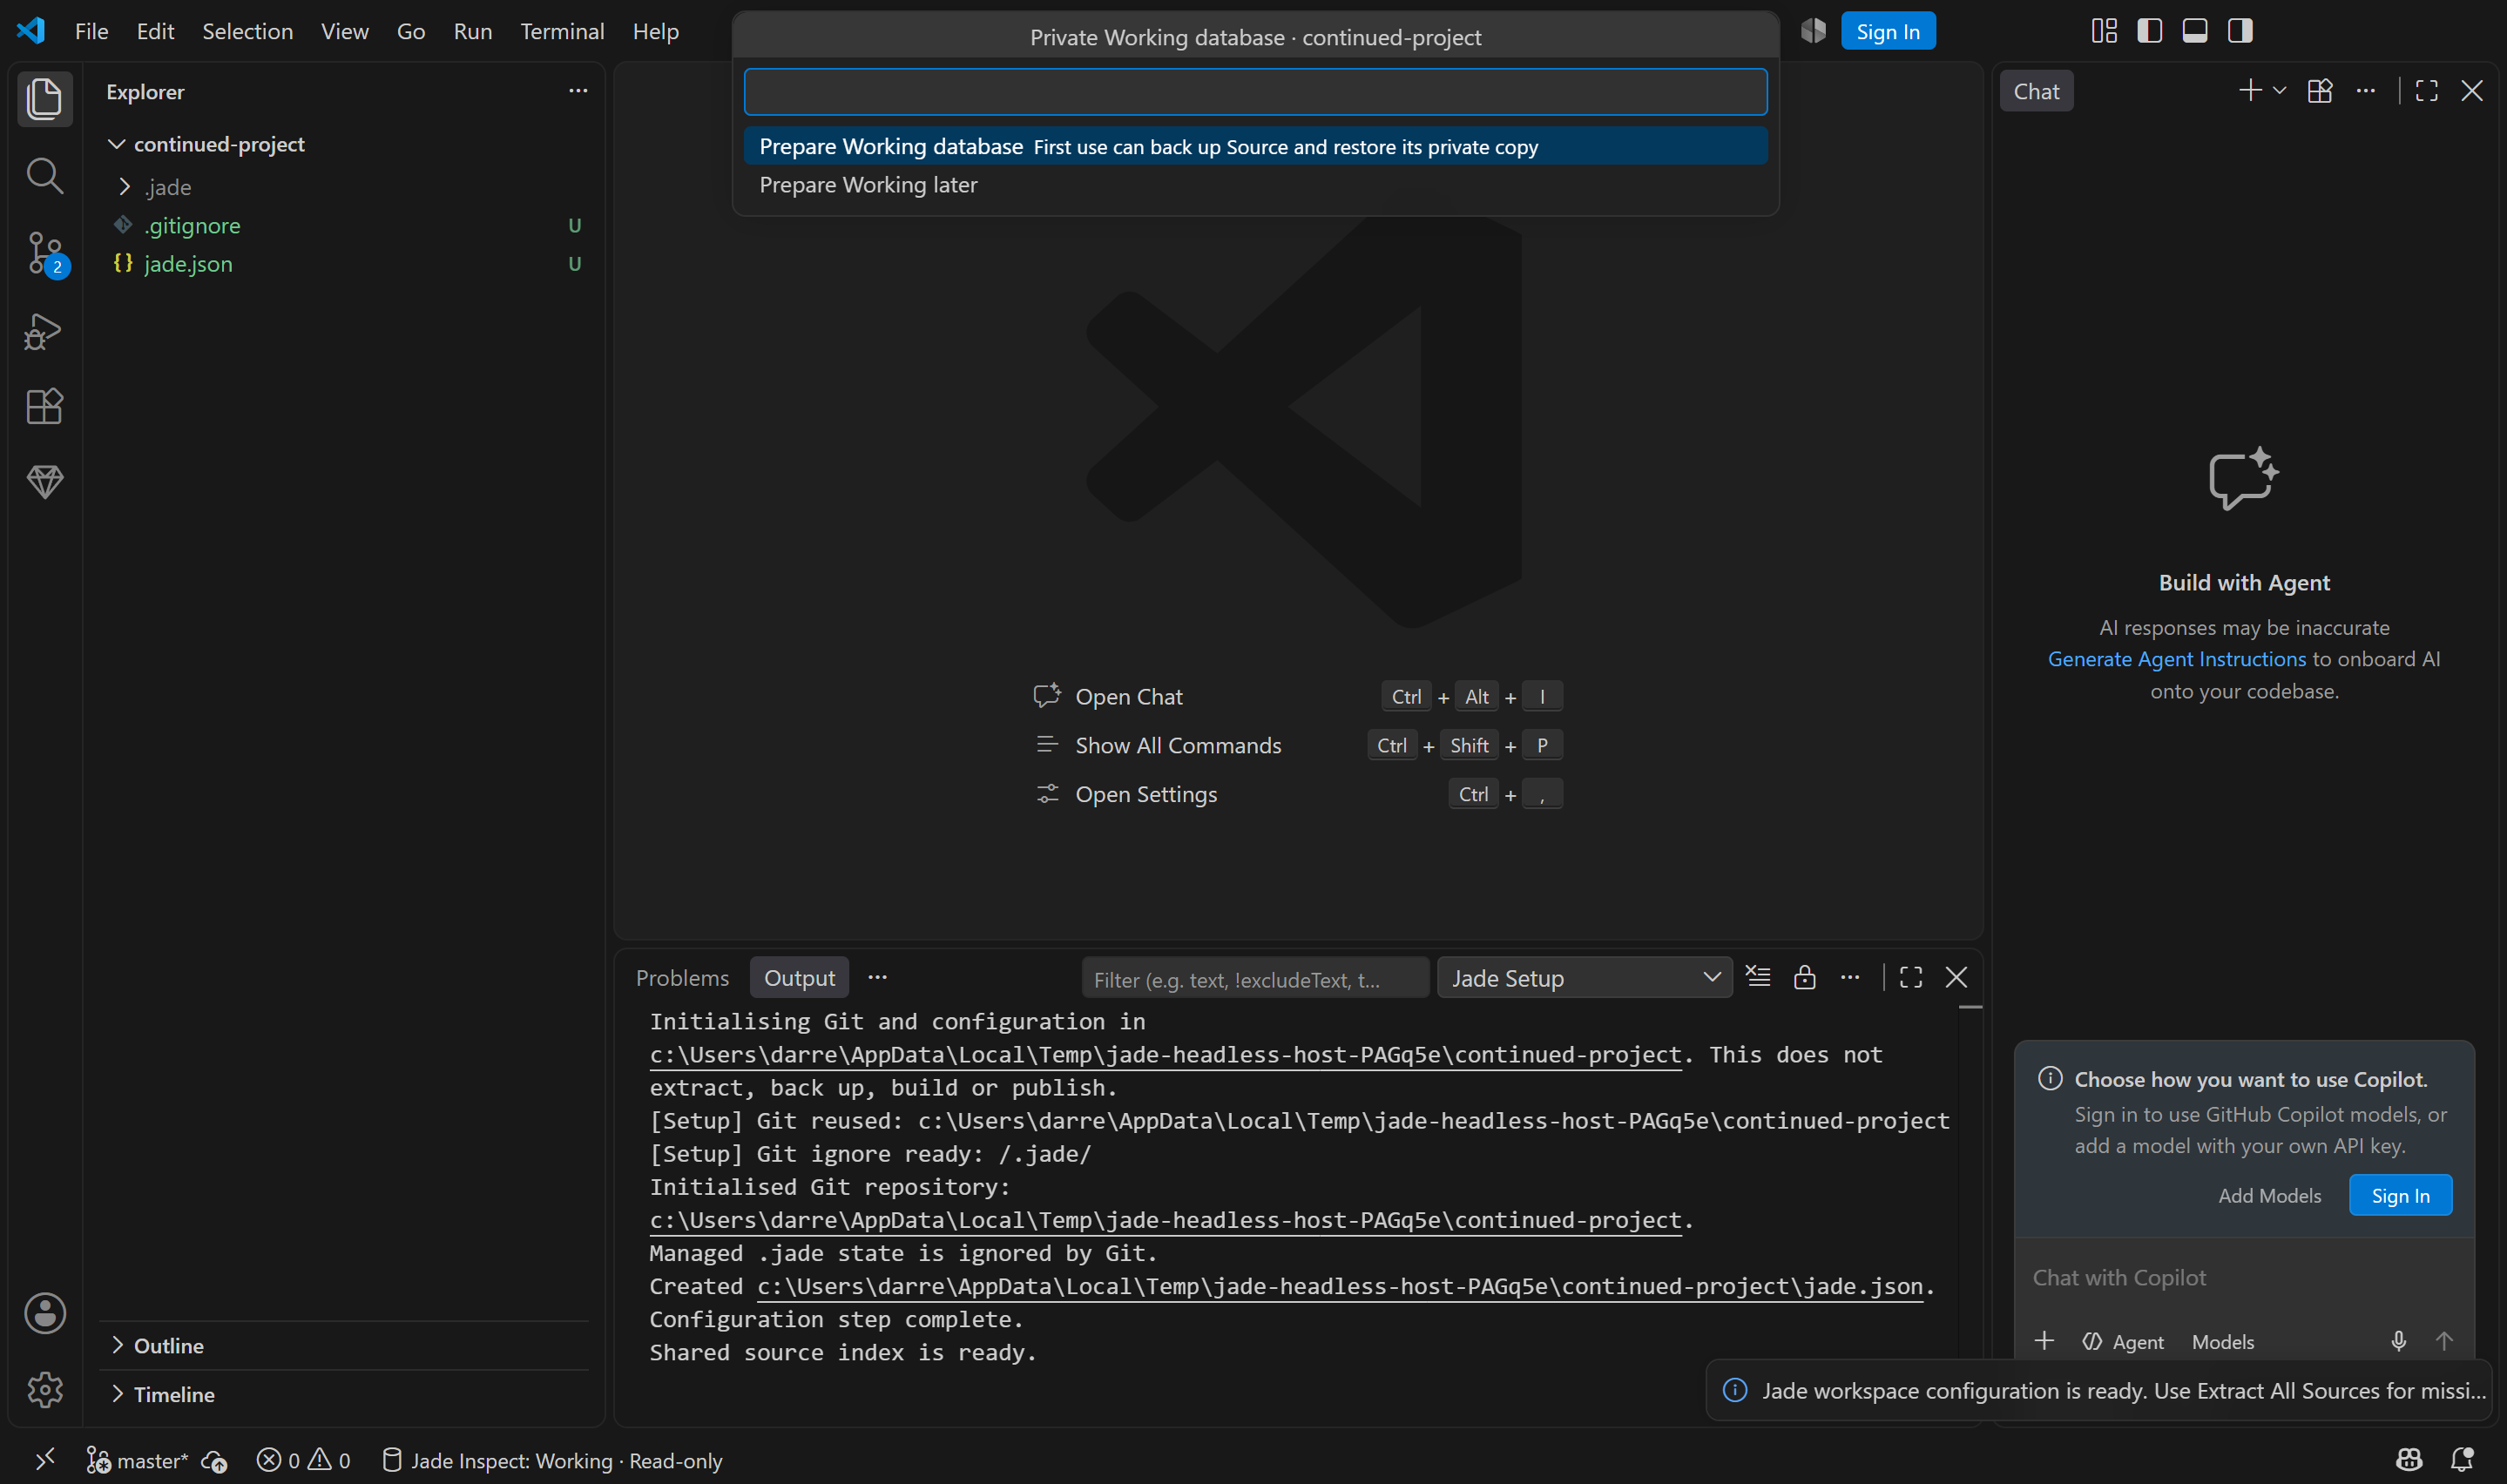 File Edit Selection View Go Run Terminal Help
Private Working database · continued-project
Sign In
Prepare Working database First use can back up Source and restore its private copy
Prepare Working later
Explorer
continued-project
.jade
.gitignore U
jade.json U
2
Outline
Timeline
Open Chat Ctrl + Alt + I
Show All Commands Ctrl + Shift + P
Open Settings Ctrl + ,
Problems Output
Filter (e.g. text, !excludeText, t...
Jade Setup
Initialising Git and configuration in
c:\Users\darre\AppData\Local\Temp\jade-headless-host-PAGq5e\continued-project. This does not
extract, back up, build or publish.
[Setup] Git reused: c:\Users\darre\AppData\Local\Temp\jade-headless-host-PAGq5e\continued-project
[Setup] Git ignore ready: /.jade/
Initialised Git repository:
c:\Users\darre\AppData\Local\Temp\jade-headless-host-PAGq5e\continued-project.
Managed .jade state is ignored by Git.
Created c:\Users\darre\AppData\Local\Temp\jade-headless-host-PAGq5e\continued-project\jade.json.
Configuration step complete.
Shared source index is ready.
Chat
Build with Agent
AI responses may be inaccurate
Generate Agent Instructions to onboard AI
onto your codebase.
Choose how you want to use Copilot.
Sign in to use GitHub Copilot models, or
add a model with your own API key.
Add Models Sign In
Chat with Copilot
Agent Models
Jade workspace configuration is ready. Use Extract All Sources for missi...
master* 0 0 Jade Inspect: Working · Read-only